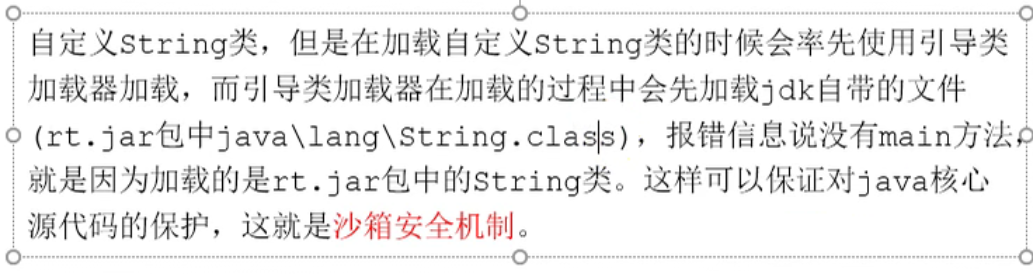 自定义String类，但是在加载自定义String类的时候会率先使用引导类
加载器加载，而引导类加载器在加载的过程中会先加载jdk自带的文件
(rt.jar包中java\lang\String.class)，报错信息说没有main方法，
就是因为加载的是rt.jar包中的String类。这样可以保证对java核心
源代码的保护，这就是沙箱安全机制。